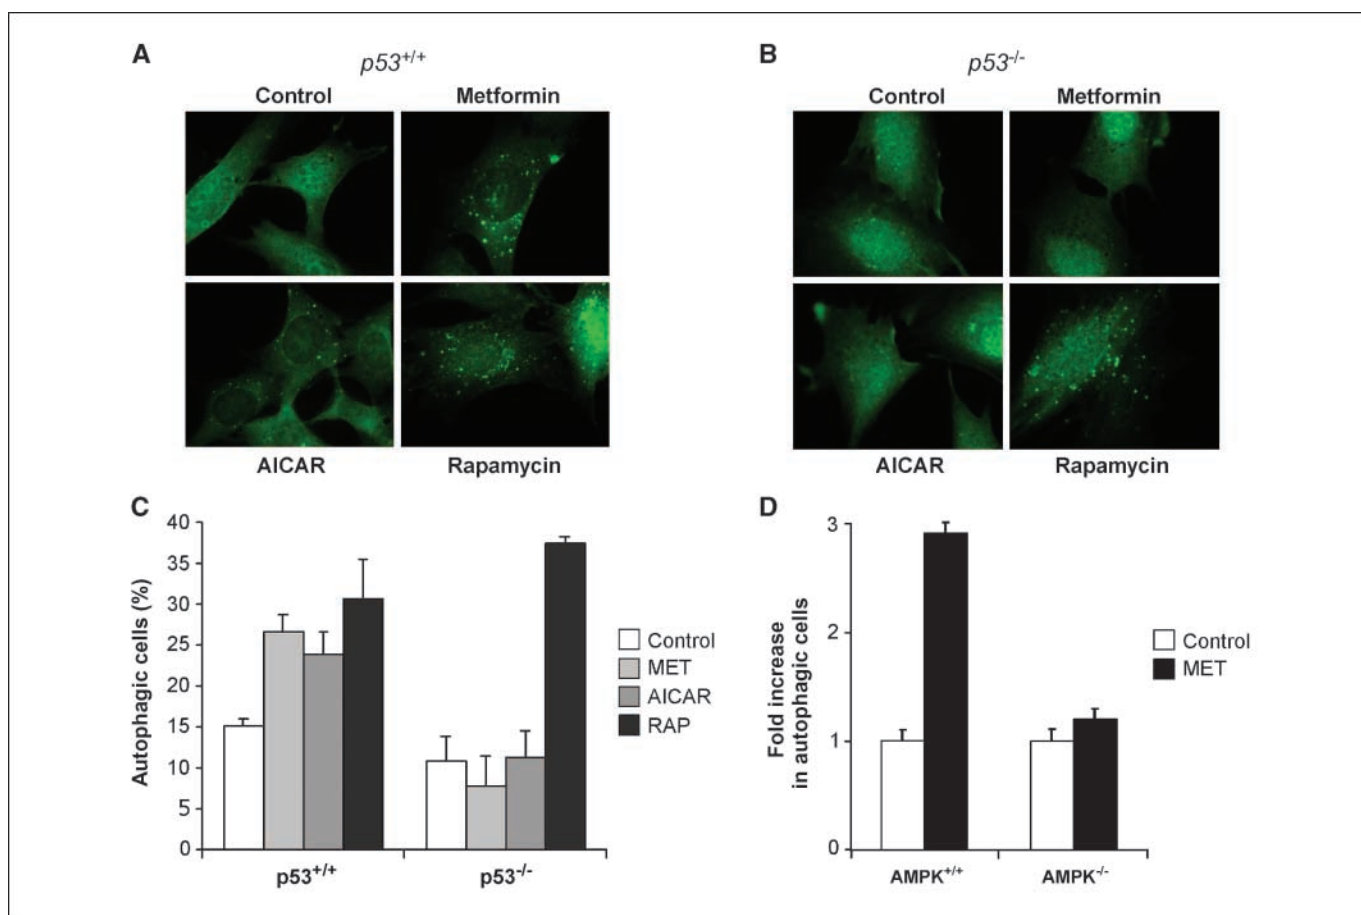 A
p53+/+
Control Metformin
AICAR Rapamycin
B
p53-/-
Control Metformin
AICAR Rapamycin
C
Autophagic cells (%)
40
35
30
25
20
15
10
5
0
p53+/+ p53-/-
Control
MET
AICAR
RAP
D
Fold increase
in autophagic cells
3
2
1
0
AMPK+/+ AMPK-/-
Control
MET